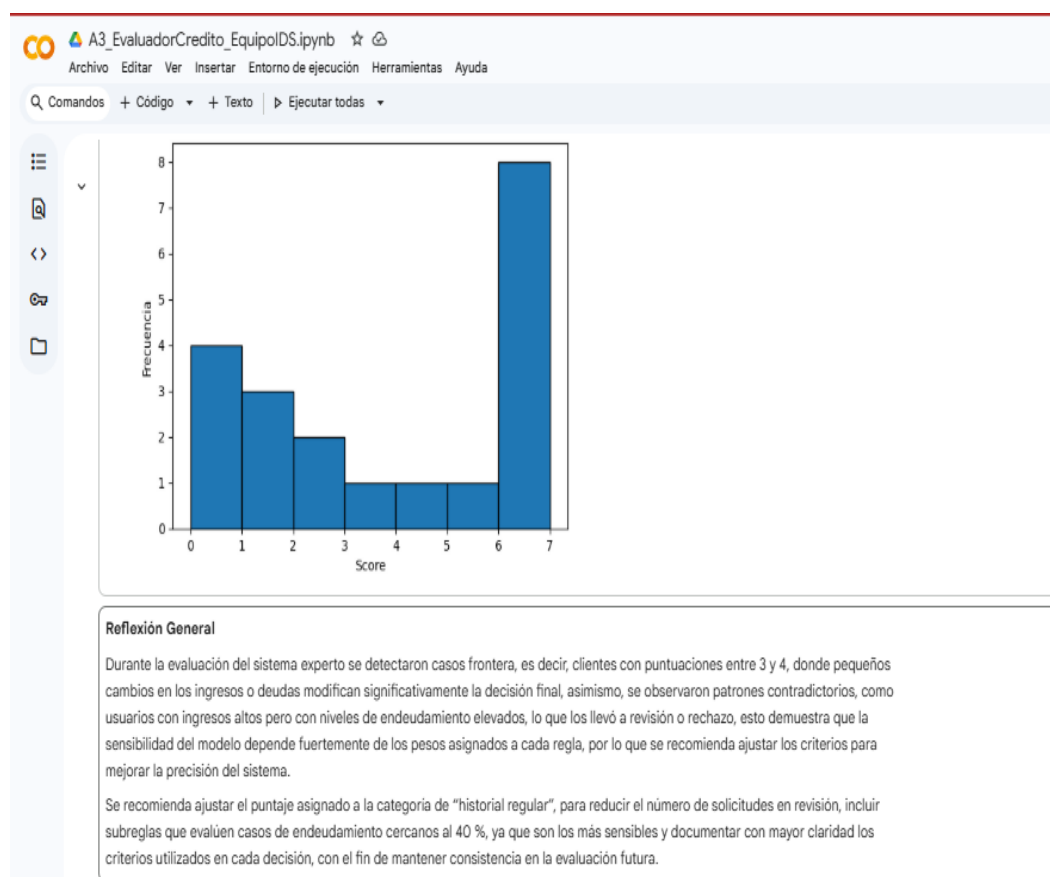 A3_EvaluadorCredito_EquipoIDS.ipynb
Archivo Editar Ver Insertar Entorno de ejecución Herramientas Ayuda
Comandos + Código + Texto Ejecutar todas
8
7
6
5
4
3
2
1
0
Frecuencia
0 1 2 3 4 5 6 7
Score
Reflexión General
Durante la evaluación del sistema experto se detectaron casos frontera, es decir, clientes con puntuaciones entre 3 y 4, donde pequeños
cambios en los ingresos o deudas modifican significativamente la decisión final, asimismo, se observaron patrones contradictorios, como
usuarios con ingresos altos pero con niveles de endeudamiento elevados, lo que los llevó a revisión o rechazo, esto demuestra que la
sensibilidad del modelo depende fuertemente de los pesos asignados a cada regla, por lo que se recomienda ajustar los criterios para
mejorar la precisión del sistema.
Se recomienda ajustar el puntaje asignado a la categoría de “historial regular”, para reducir el número de solicitudes en revisión, incluir
subreglas que evalúen casos de endeudamiento cercanos al 40 %, ya que son los más sensibles y documentar con mayor claridad los
criterios utilizados en cada decisión, con el fin de mantener consistencia en la evaluación futura.